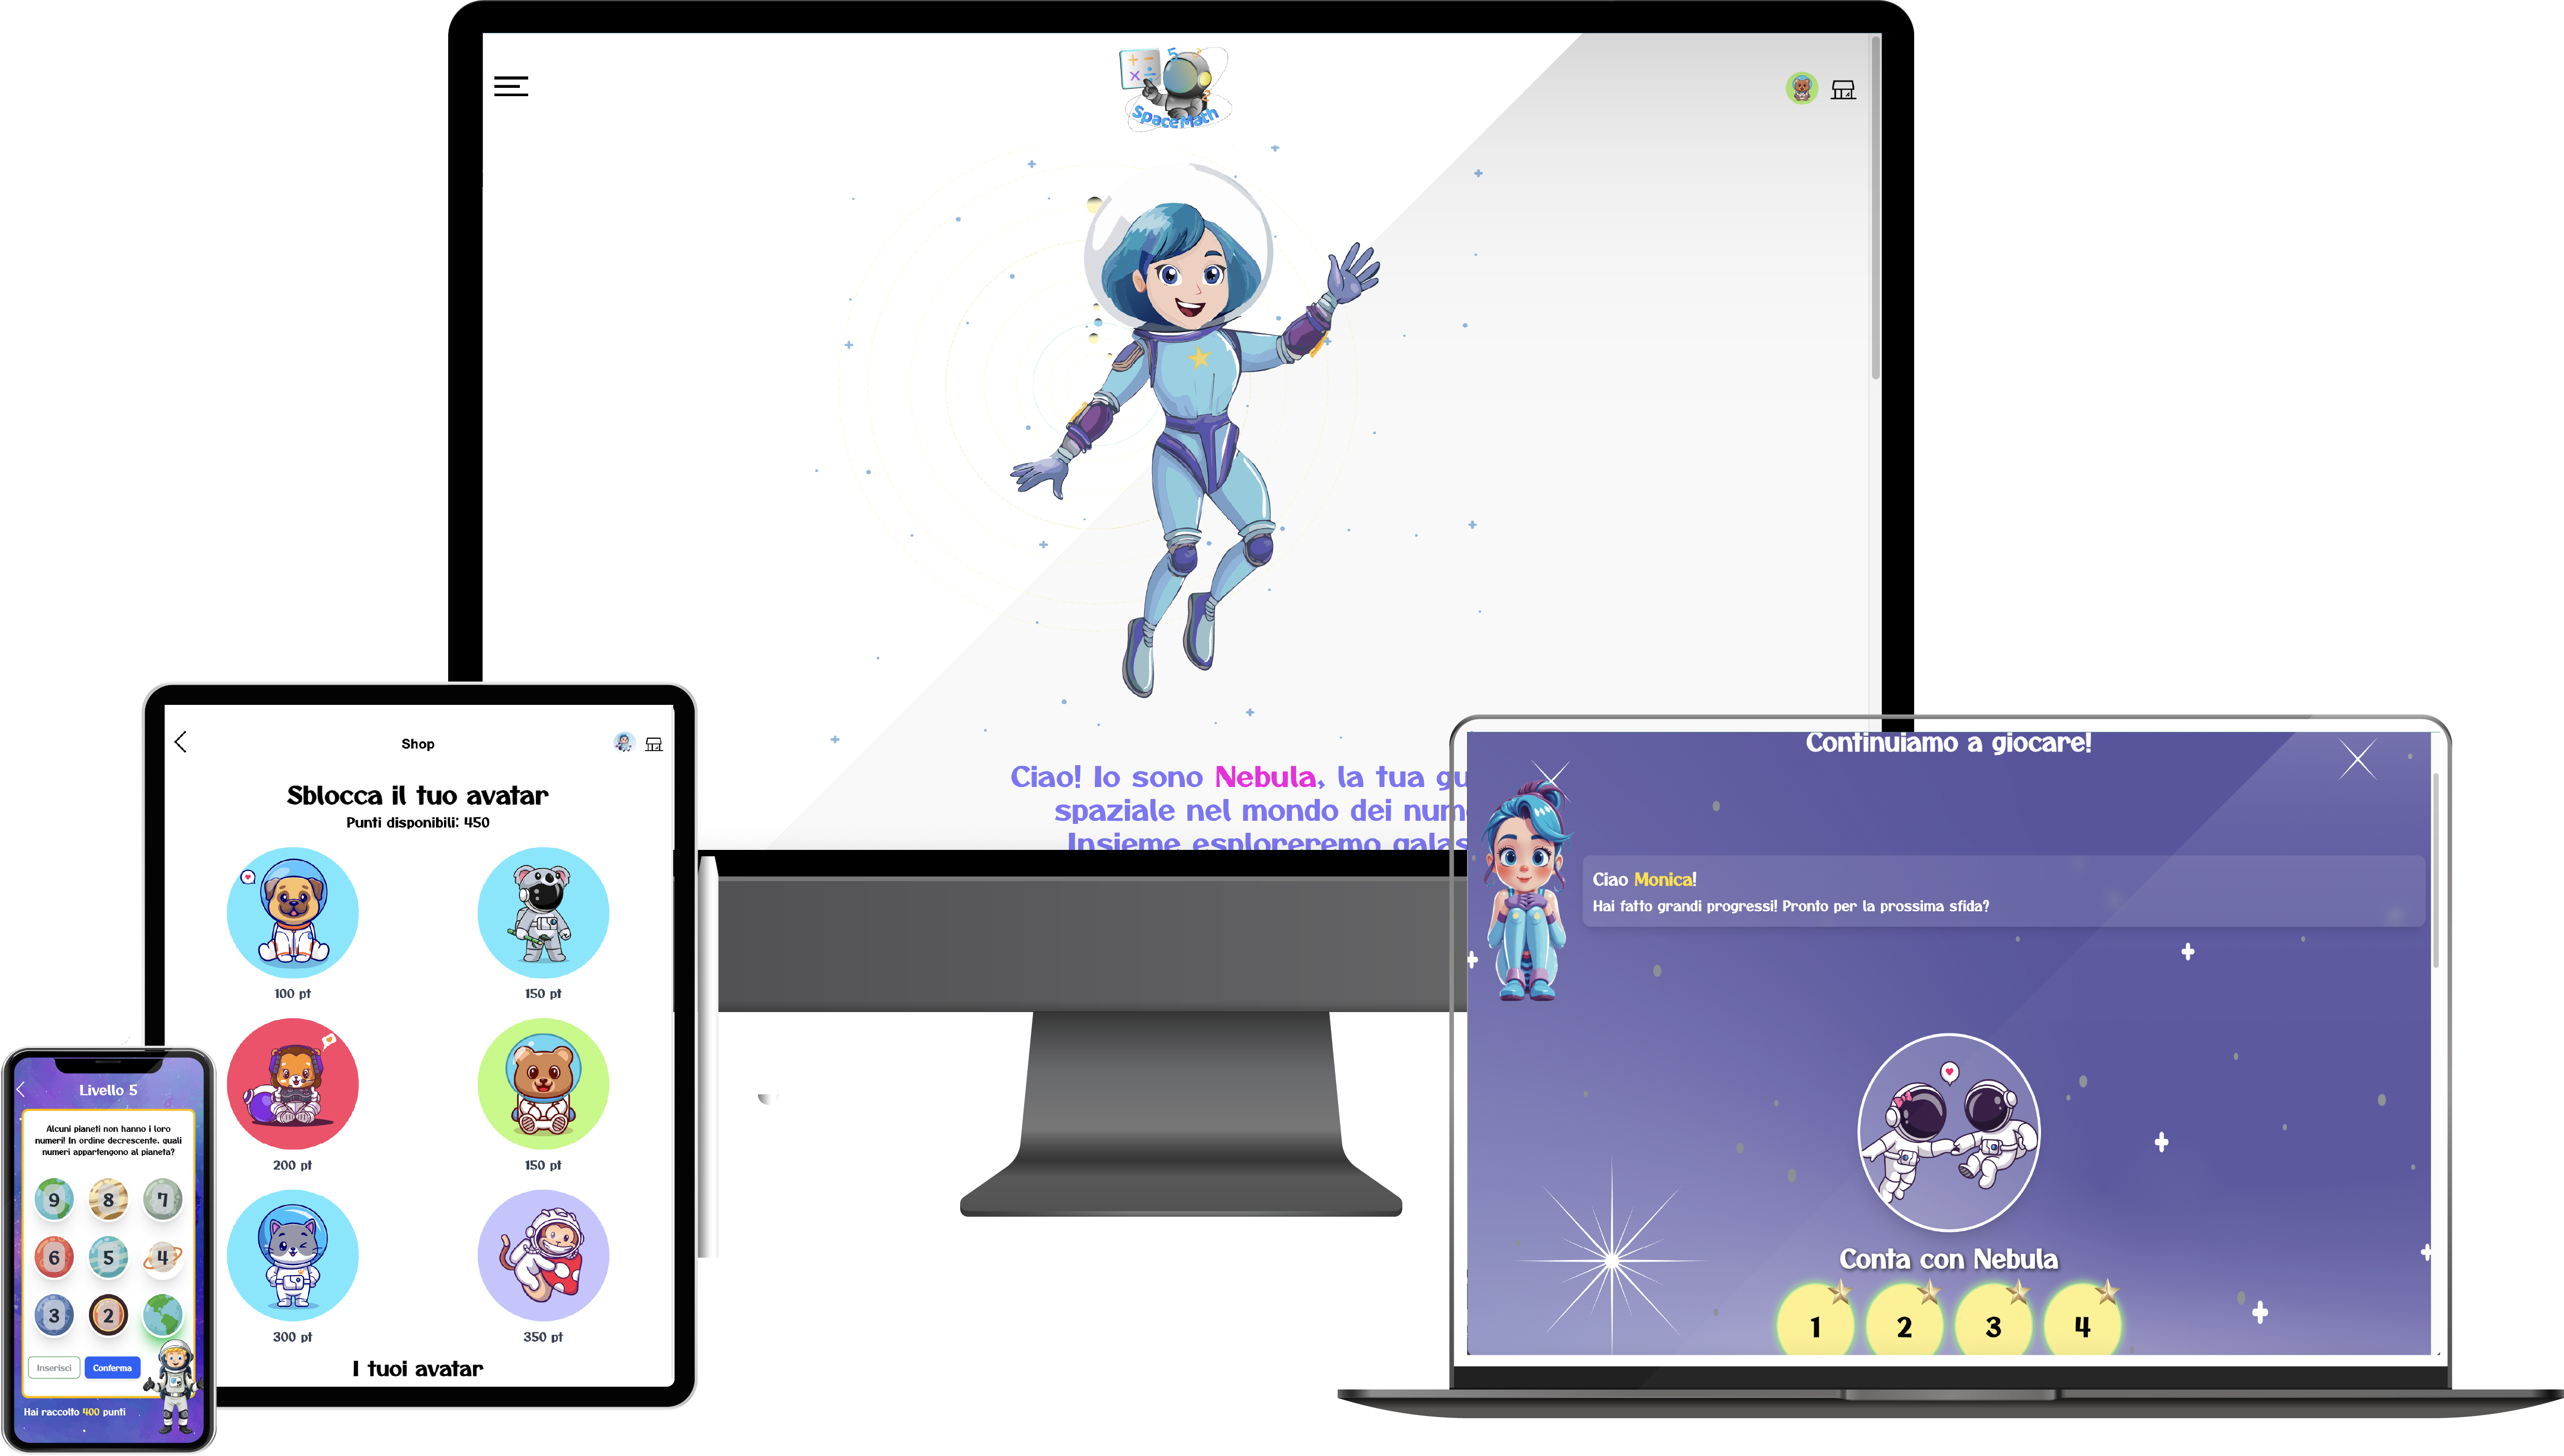 5
2
+ -
× ÷
SpaceMath
Ciao! Io sono Nebula, la tua gu
spaziale nel mondo dei num
Insieme esploreremo galas
Shop
Sblocca il tuo avatar
Punti disponibili: 450
100 pt
150 pt
200 pt
150 pt
300 pt
350 pt
I tuoi avatar
Livello 5
Alcuni pianeti non hanno i loro
numeri! In ordine decrescente, quali
numeri appartengono al pianeta?
9 8 7
6 5 4
3 2
Inserisci
Conferma
Hai raccolto 400 punti
Continuiamo a giocare!
Ciao Monica!
Hai fatto grandi progressi! Pronto per la prossima sfida?
Conta con Nebula
1 2 3 4